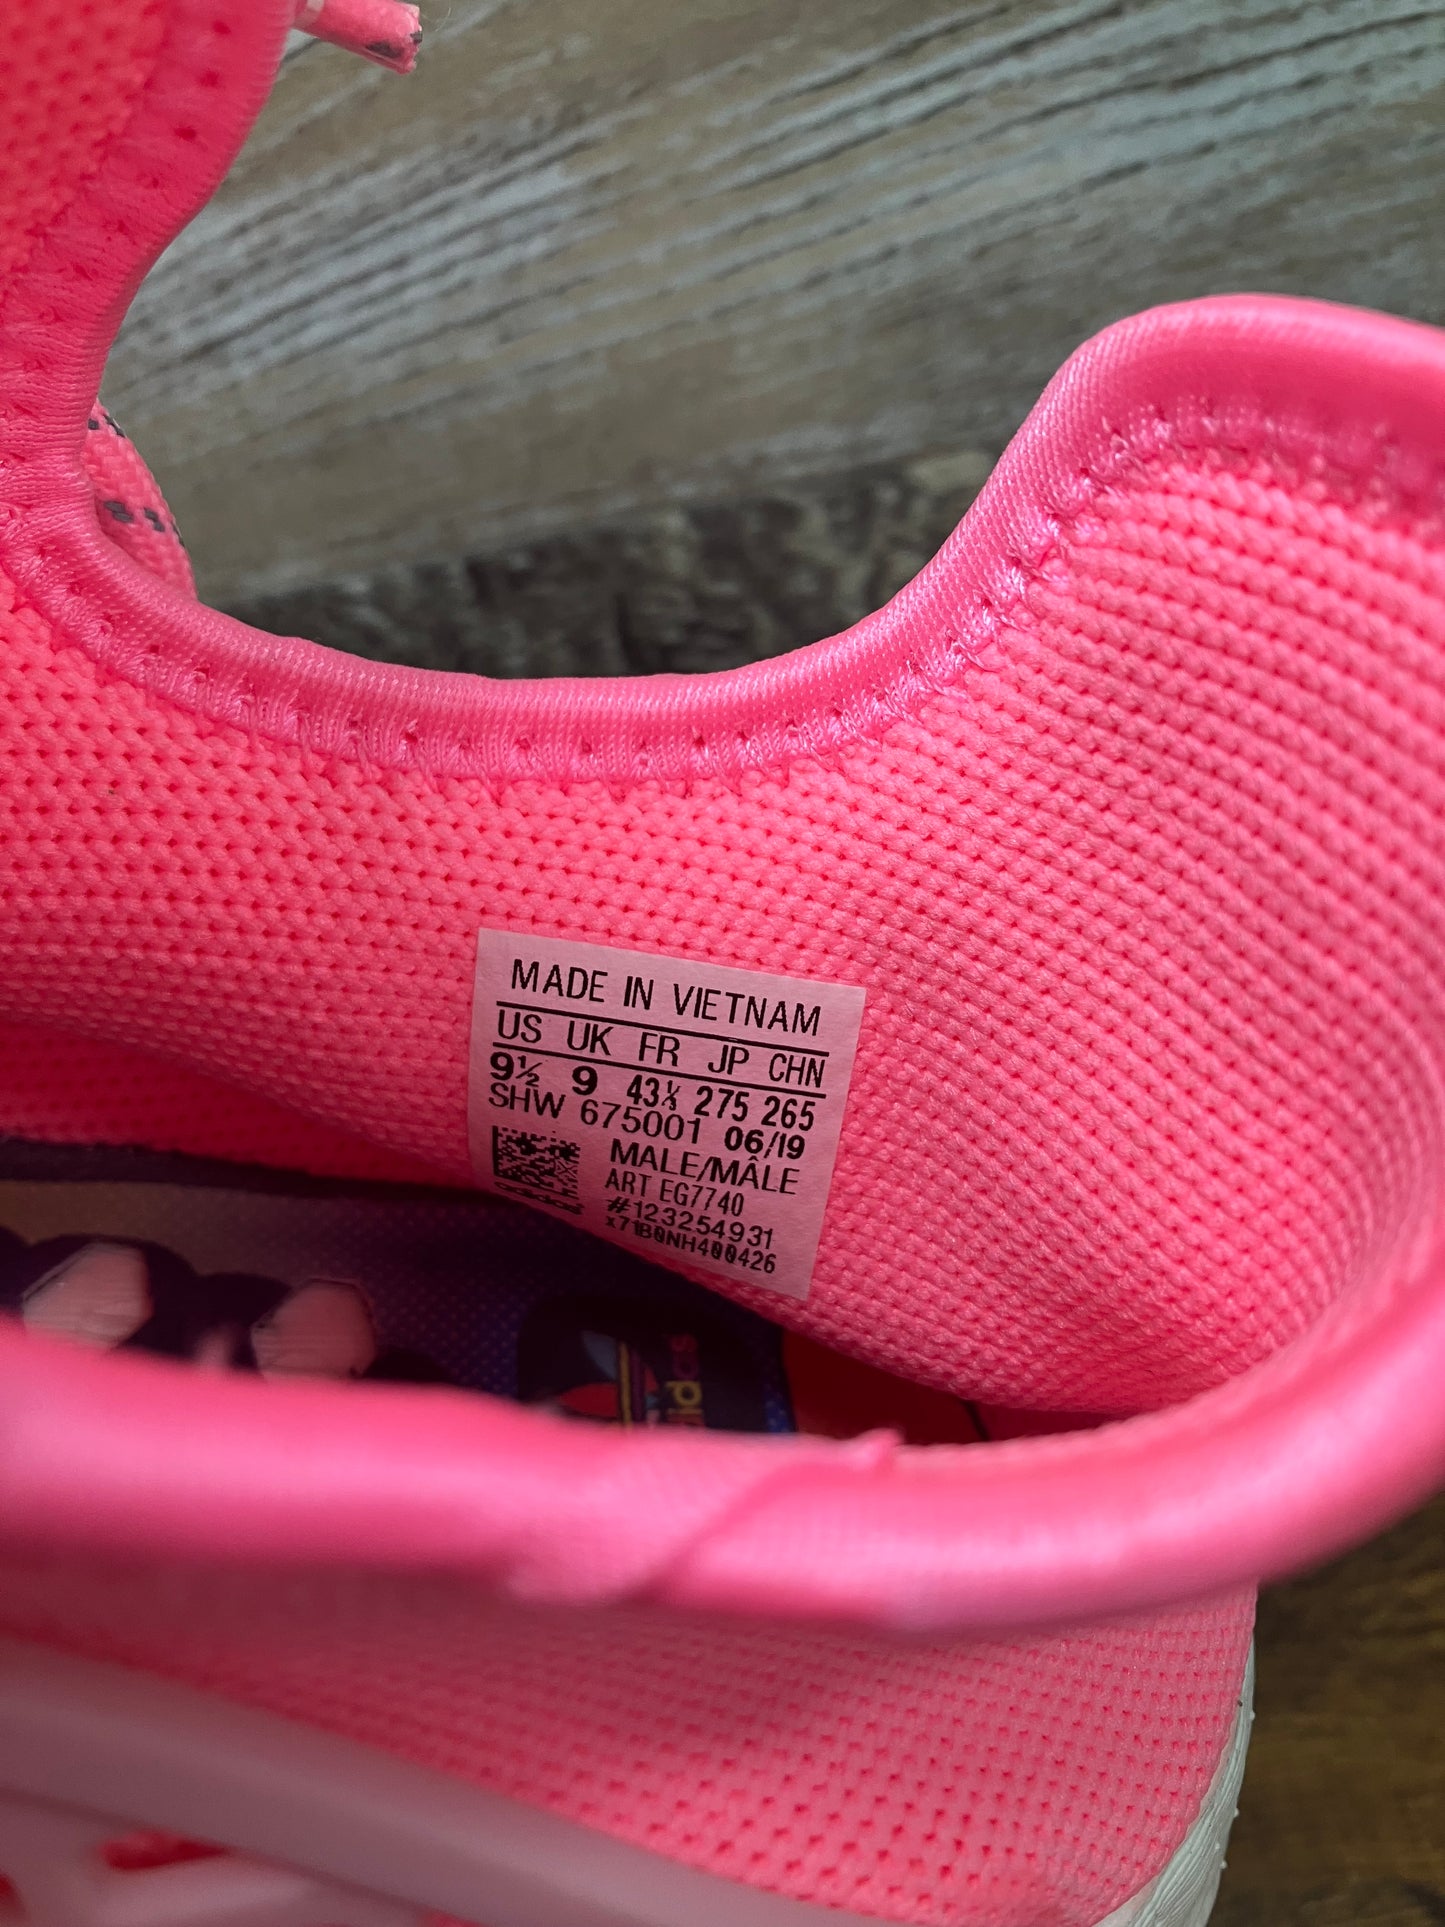 MADE IN VIETNAM
US UK FR JP CHN
9½ 9 43⅓ 275 265
SHW 675001 06/19
MALE/MÂLE
ART EG7740
#123254931
x71B0NH400426
adidas